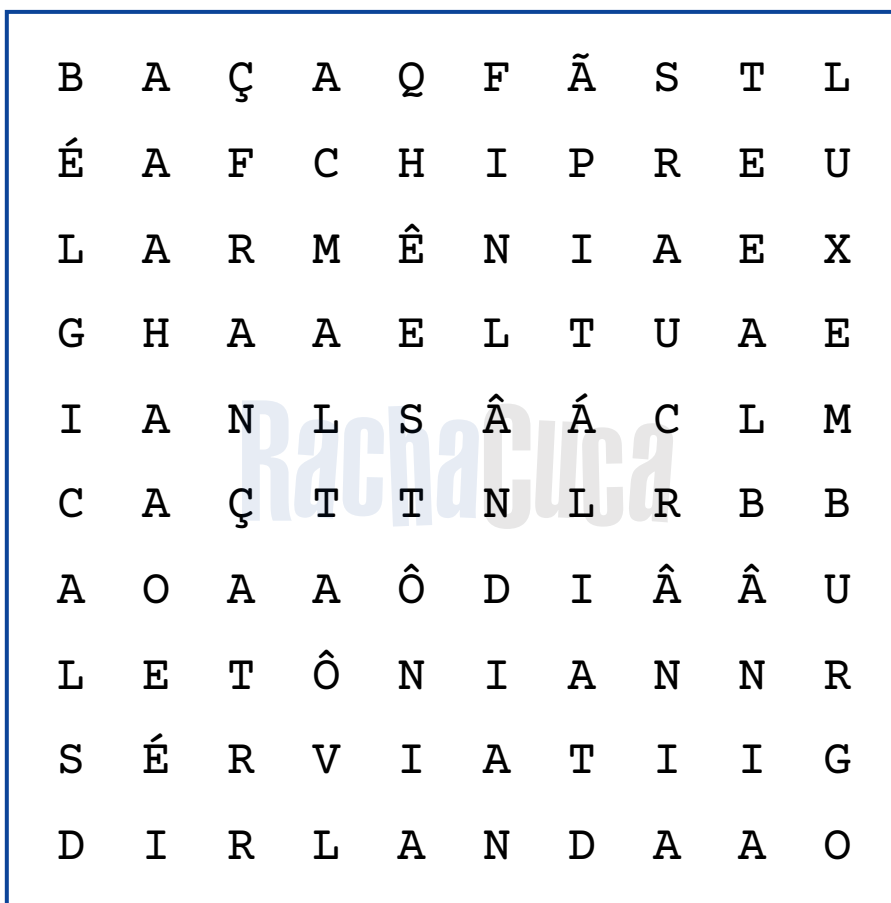 B A Ç A Q F Ã S T L
É A F C H I P R E U
L A R M Ê N I A E X
G H A A E L T U A E
I A N L S Â Á C L M
C A Ç T T N L R B B
A O A A Ô D I Â Â U
L E T Ô N I A N N R
S É R V I A T I I G
D I R L A N D A A O
RachaCuca